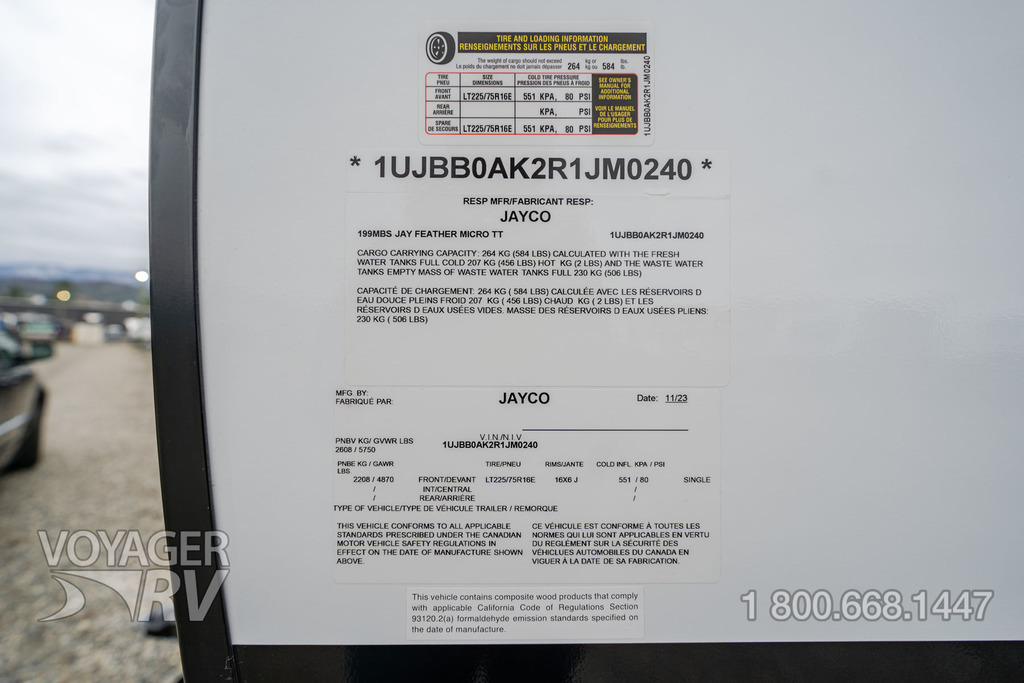 TIRE AND LOADING INFORMATION
RENSEIGNEMENTS SUR LES PNEUS ET LE CHARGEMENT
The weight of cargo should not exceed kg or lbs.
Le poids du chargement ne doit jamais dépasser 264 kg ou 584 lb.
TIRE PNEU SIZE DIMENSIONS COLD TIRE PRESSURE PRESSION DES PNEUS À FROID
FRONT AVANT LT225/75R16E 551 KPA, 80 PSI
REAR ARRIÈRE KPA, PSI
SPARE DE SECOURS LT225/75R16E 551 KPA, 80 PSI
SEE OWNER'S
MANUAL FOR
ADDITIONAL
INFORMATION
VOIR LE MANUEL
DE L'USAGER
POUR PLUS DE
RENSEIGNEMENTS
1UJBB0AK2R1JM0240
* 1UJBB0AK2R1JM0240 *
RESP MFR/FABRICANT RESP:
JAYCO
199MBS JAY FEATHER MICRO TT 1UJBB0AK2R1JM0240
CARGO CARRYING CAPACITY: 264 KG (584 LBS) CALCULATED WITH THE FRESH
WATER TANKS FULL COLD 207 KG (456 LBS) HOT KG (2 LBS) AND THE WASTE WATER
TANKS EMPTY MASS OF WASTE WATER TANKS FULL 230 KG (506 LBS)
CAPACITÉ DE CHARGEMENT: 264 KG ( 584 LBS) CALCULÉE AVEC LES RÉSERVOIRS D
EAU DOUCE PLEINS FROID 207 KG ( 456 LBS) CHAUD KG ( 2 LBS) ET LES
RÉSERVOIRS D EAUX USÉES VIDES. MASSE DES RÉSERVOIRS D EAUX USÉES PLIENS:
230 KG ( 506 LBS)
MFG. BY:
FABRIQUÉ PAR: JAYCO Date: 11/23
V.I.N./N.I.V
PNBV KG/ GVWR LBS 1UJBB0AK2R1JM0240
2608 / 5750
PNBE KG / GAWR LBS TIRE/PNEU RIMS/JANTE COLD INFL. KPA / PSI
2208 / 4870 FRONT/DEVANT LT225/75R16E 16X6 J 551 / 80 SINGLE
/ INT/CENTRAL /
/ REAR/ARRIÈRE /
TYPE OF VEHICLE/TYPE DE VÉHICULE TRAILER / REMORQUE
THIS VEHICLE CONFORMS TO ALL APPLICABLE
STANDARDS PRESCRIBED UNDER THE CANADIAN
MOTOR VEHICLE SAFETY REGULATIONS IN
EFFECT ON THE DATE OF MANUFACTURE SHOWN
ABOVE.
CE VÉHICULE EST CONFORME À TOUTES LES
NORMES QUI LUI SONT APPLICABLES EN VERTU
DU REGLÉMENT SUR LA SÉCURITÉ DES
VÉHICLUES AUTOMOBILES DU CANADA EN
VIGUER À LA DATE DE SA FABRICATION.
This vehicle contains composite wood products that comply
with applicable California Code of Regulations Section
93120.2(a) formaldehyde emission standards specified on
the date of manufacture.
VOYAGER
RV
1 800.668.1447